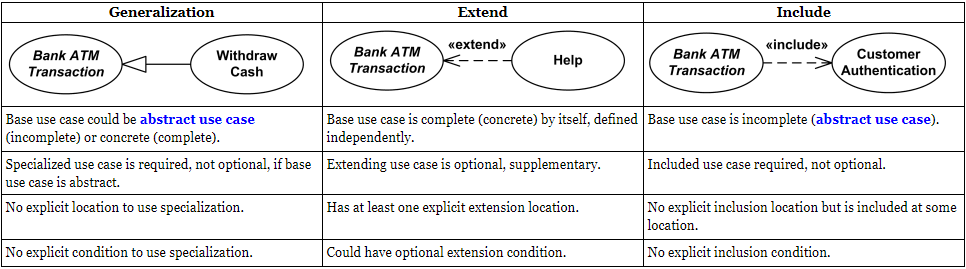 Generalization
Extend
Include
Bank ATM
Transaction
Withdraw
Cash
Bank ATM
Transaction
«extend»
Help
Bank ATM
Transaction
«include»
Customer
Authentication
Base use case could be abstract use case
(incomplete) or concrete (complete).
Base use case is complete (concrete) by itself, defined
independently.
Base use case is incomplete (abstract use case).
Specialized use case is required, not optional, if base
use case is abstract.
Extending use case is optional, supplementary.
Included use case required, not optional.
No explicit location to use specialization.
Has at least one explicit extension location.
No explicit inclusion location but is included at some
location.
No explicit condition to use specialization.
Could have optional extension condition.
No explicit inclusion condition.